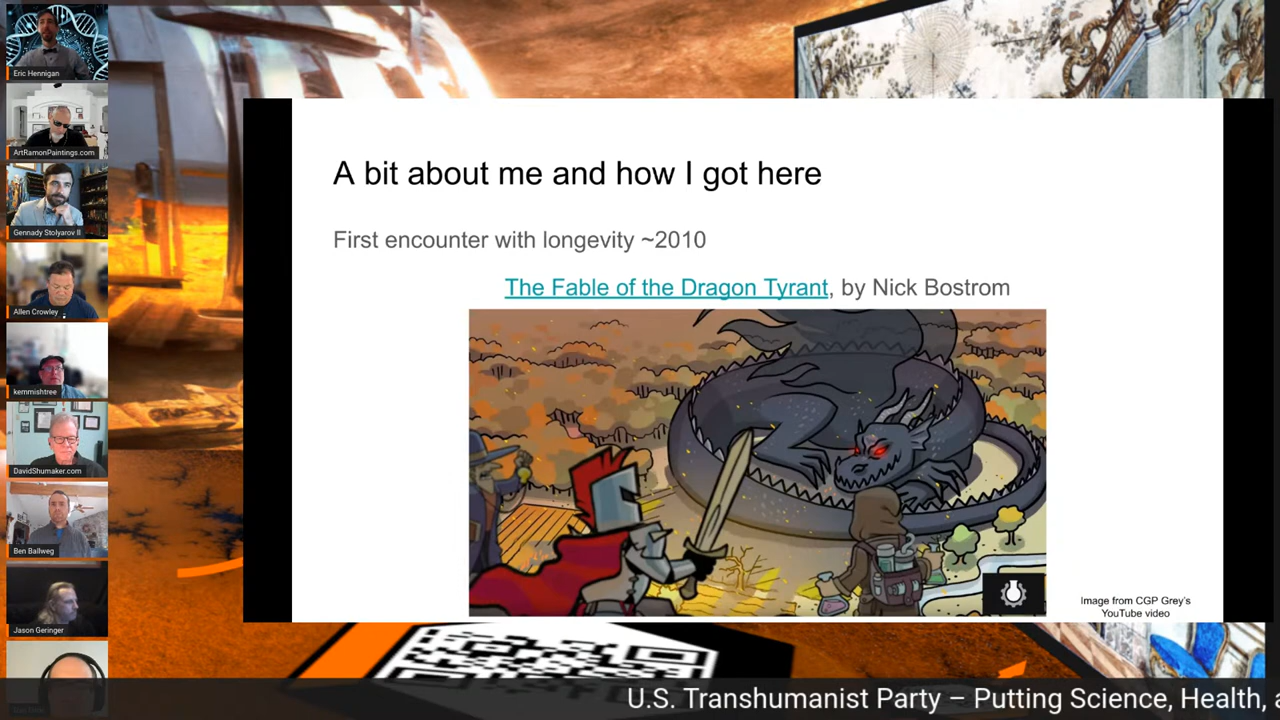 Eric Hennigan
ArtRamonPaintings.com
Gennady Stolyarov II
Allen Crowley
kernmishtree
DavidShumaker.com
Ben Ballweg
Jason Geringer
A bit about me and how I got here
First encounter with longevity ~2010
The Fable of the Dragon Tyrant, by Nick Bostrom
Image from CGP Grey's
YouTube video
U.S. Transhumanist Party – Putting Science, Health, a